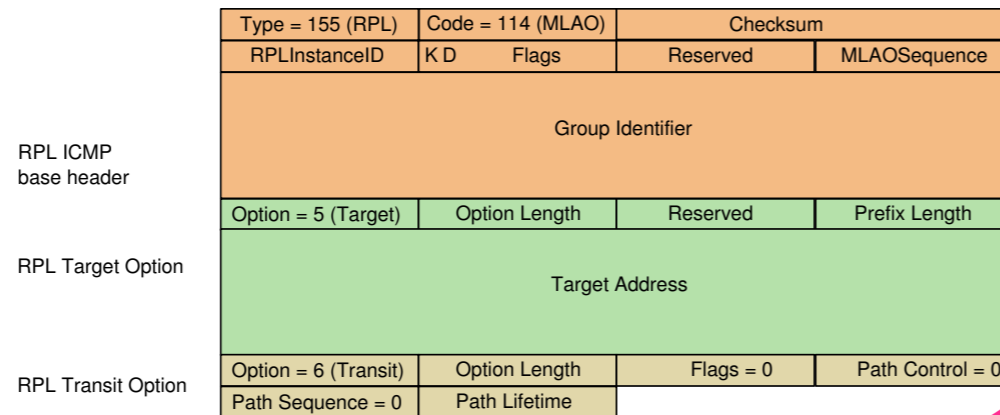 Type = 155 (RPL) Code = 114 (MLAO) Checksum
RPLInstanceID K D Flags Reserved MLAOSequence
Group Identifier
RPL ICMP
base header
Option = 5 (Target) Option Length Reserved Prefix Length
RPL Target Option
Target Address
Option = 6 (Transit) Option Length Flags = 0 Path Control = 0
RPL Transit Option
Path Sequence = 0 Path Lifetime